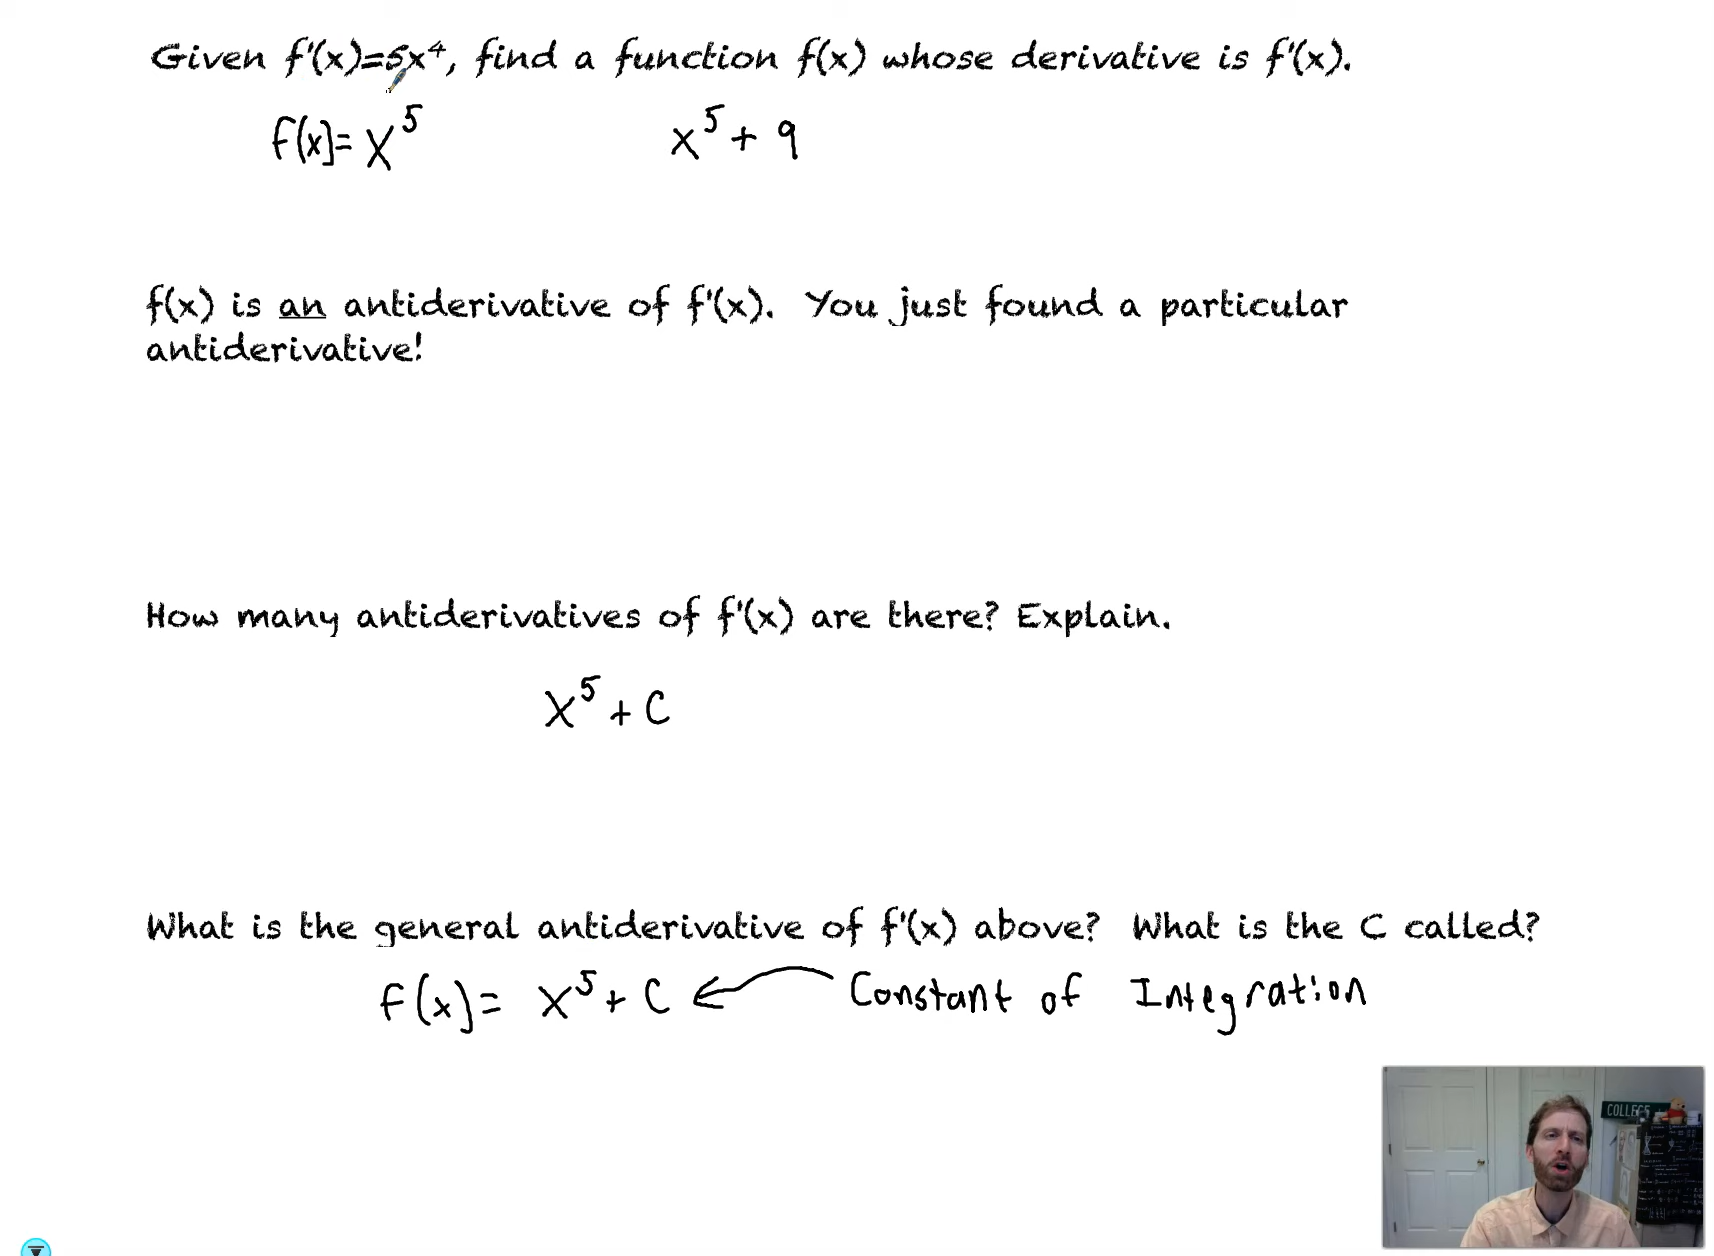 Given f'(x)=5x⁴, find a function f(x) whose derivative is f'(x).
f(x)= x⁵    x⁵ + 9
f(x) is an antiderivative of f'(x). You just found a particular
antiderivative!
How many antiderivatives of f'(x) are there? Explain.
x⁵ + C
What is the general antiderivative of f'(x) above? What is the C called?
f(x)= x⁵ + C ← Constant of Integration
COLLEGE